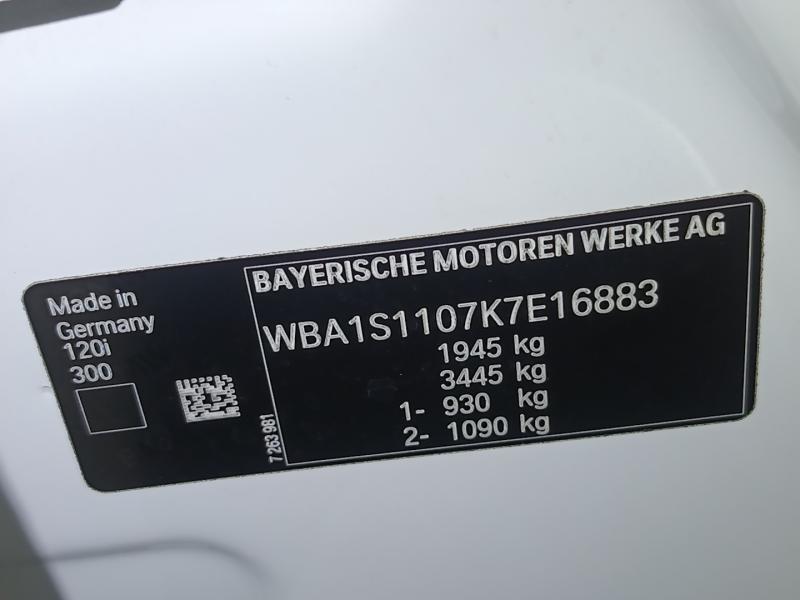 Made in
Germany
120i
300
7 263 981
BAYERISCHE MOTOREN WERKE AG
WBA1S1107K7E16883
1945 kg
3445 kg
1- 930 kg
2- 1090 kg